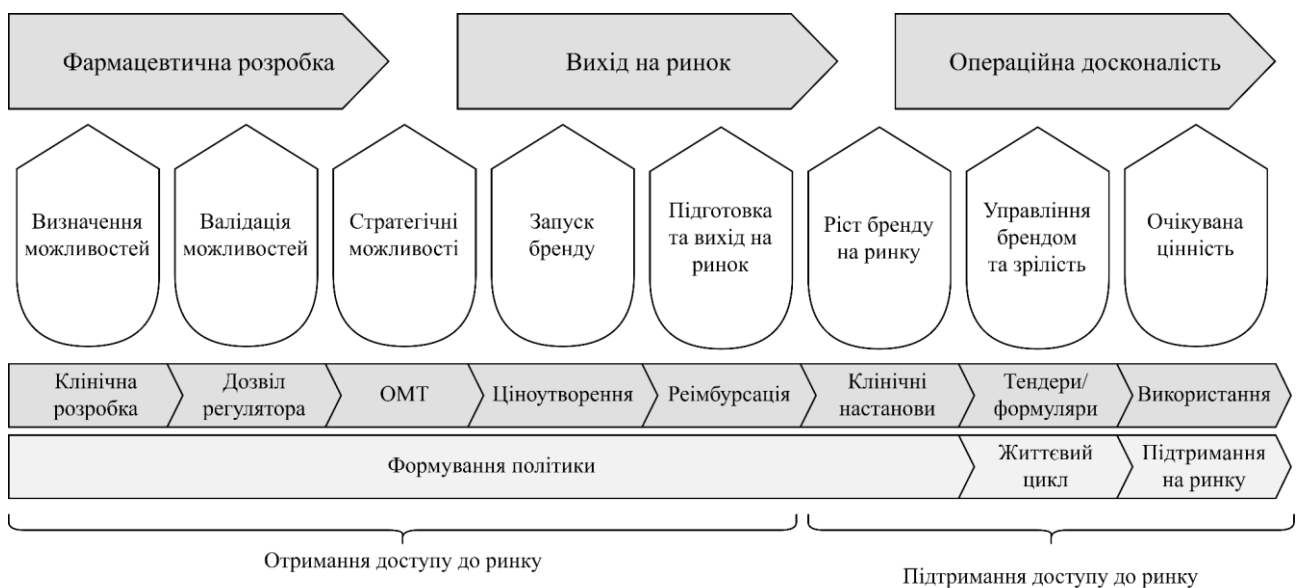 Фармацевтична розробка
Вихід на ринок
Операційна досконалість
Визначення
можливостей
Валідація
можливостей
Стратегічні
можливості
Запуск
бренду
Підготовка
та вихід на
ринок
Ріст бренду
на ринку
Управління
брендом
та зрілість
Очікувана
цінність
Клінічна
розробка
Дозвіл
регулятора
ОМТ
Ціноутворення
Реімбурсація
Клінічні
настанови
Тендери/
формуляри
Використання
Формування політики
Життєвий
цикл
Підтримання
на ринку
Отримання доступу до ринку
Підтримання доступу до ринку